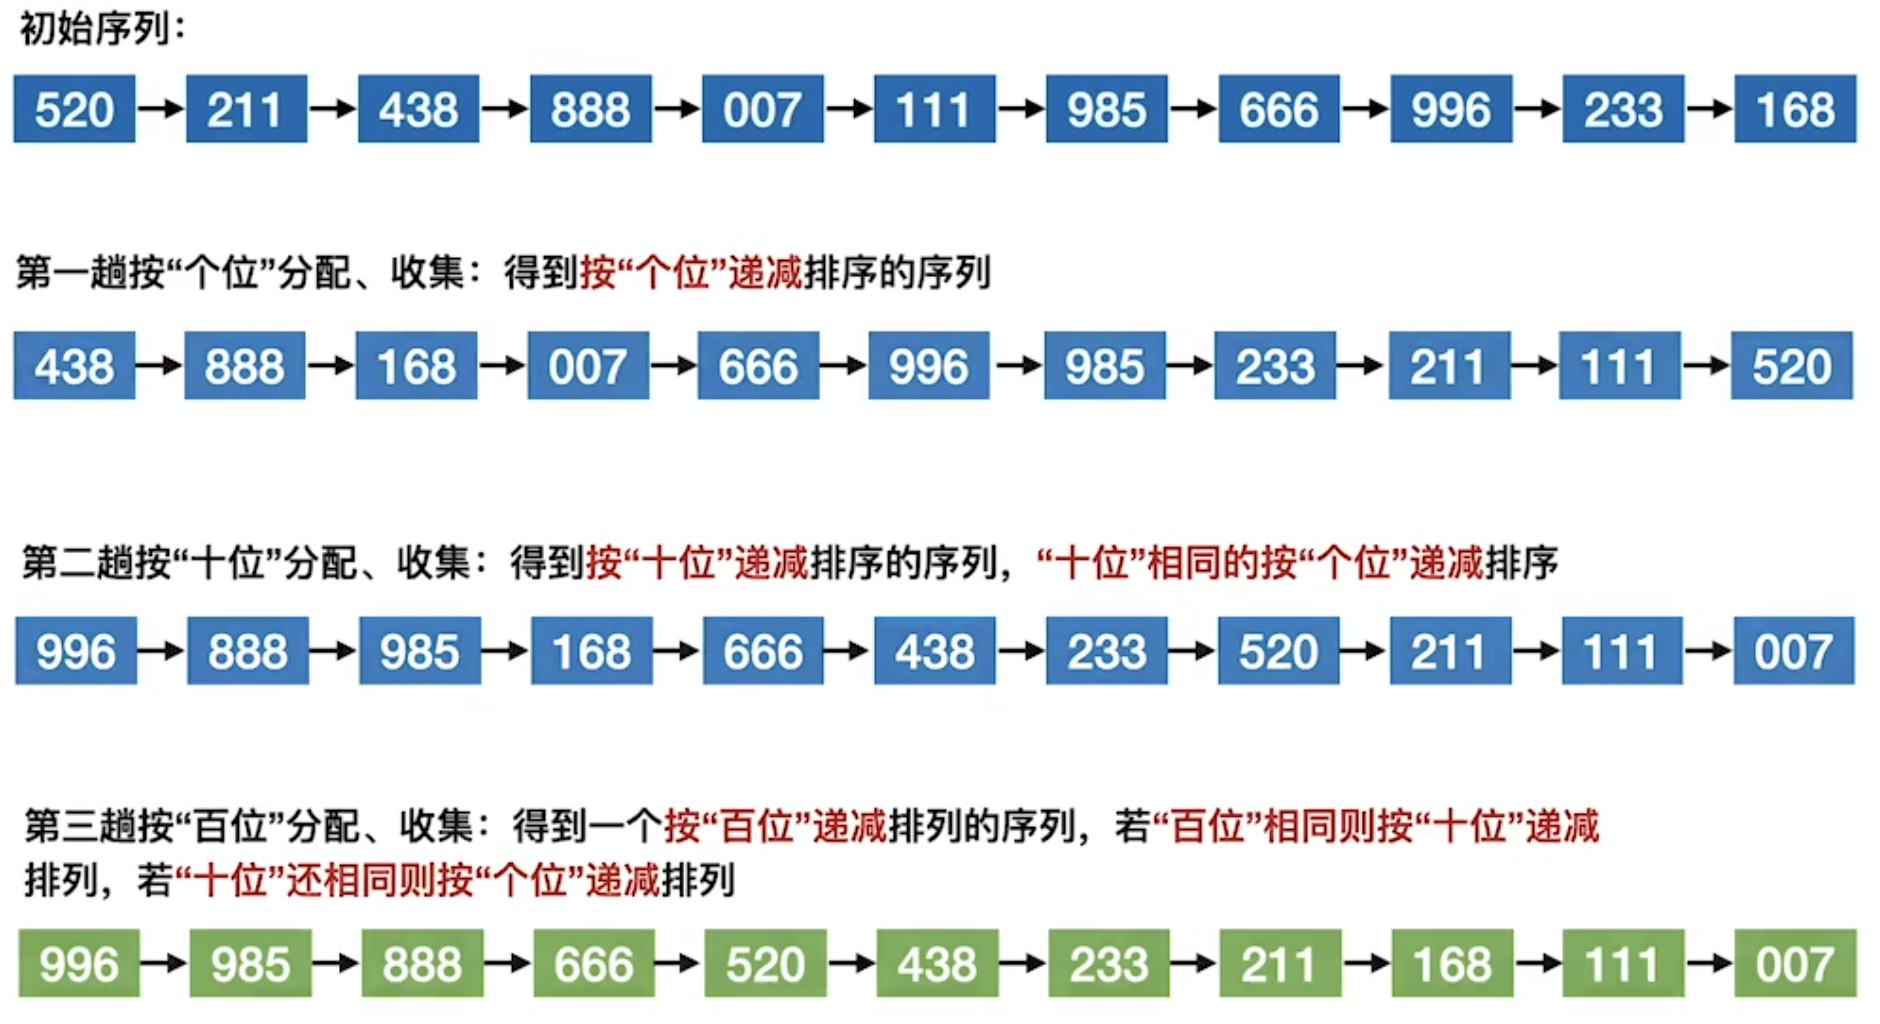 初始序列：
520 211 438 888 007 111 985 666 996 233 168
第一趟按“个位”分配、收集：得到按“个位”递减排序的序列
438 888 168 007 666 996 985 233 211 111 520
第二趟按“十位”分配、收集：得到按“十位”递减排序的序列，“十位”相同的按“个位”递减排序
996 888 985 168 666 438 233 520 211 111 007
第三趟按“百位”分配、收集：得到一个按“百位”递减排列的序列，若“百位”相同则按“十位”递减
排列，若“十位”还相同则按“个位”递减排列
996 985 888 666 520 438 233 211 168 111 007